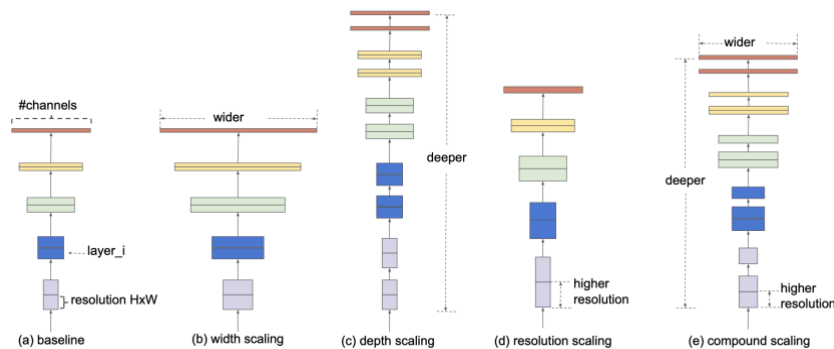 #channels
layer_i
resolution HxW
(a) baseline
wider
(b) width scaling
deeper
(c) depth scaling
higher
resolution
(d) resolution scaling
wider
deeper
higher
resolution
(e) compound scaling